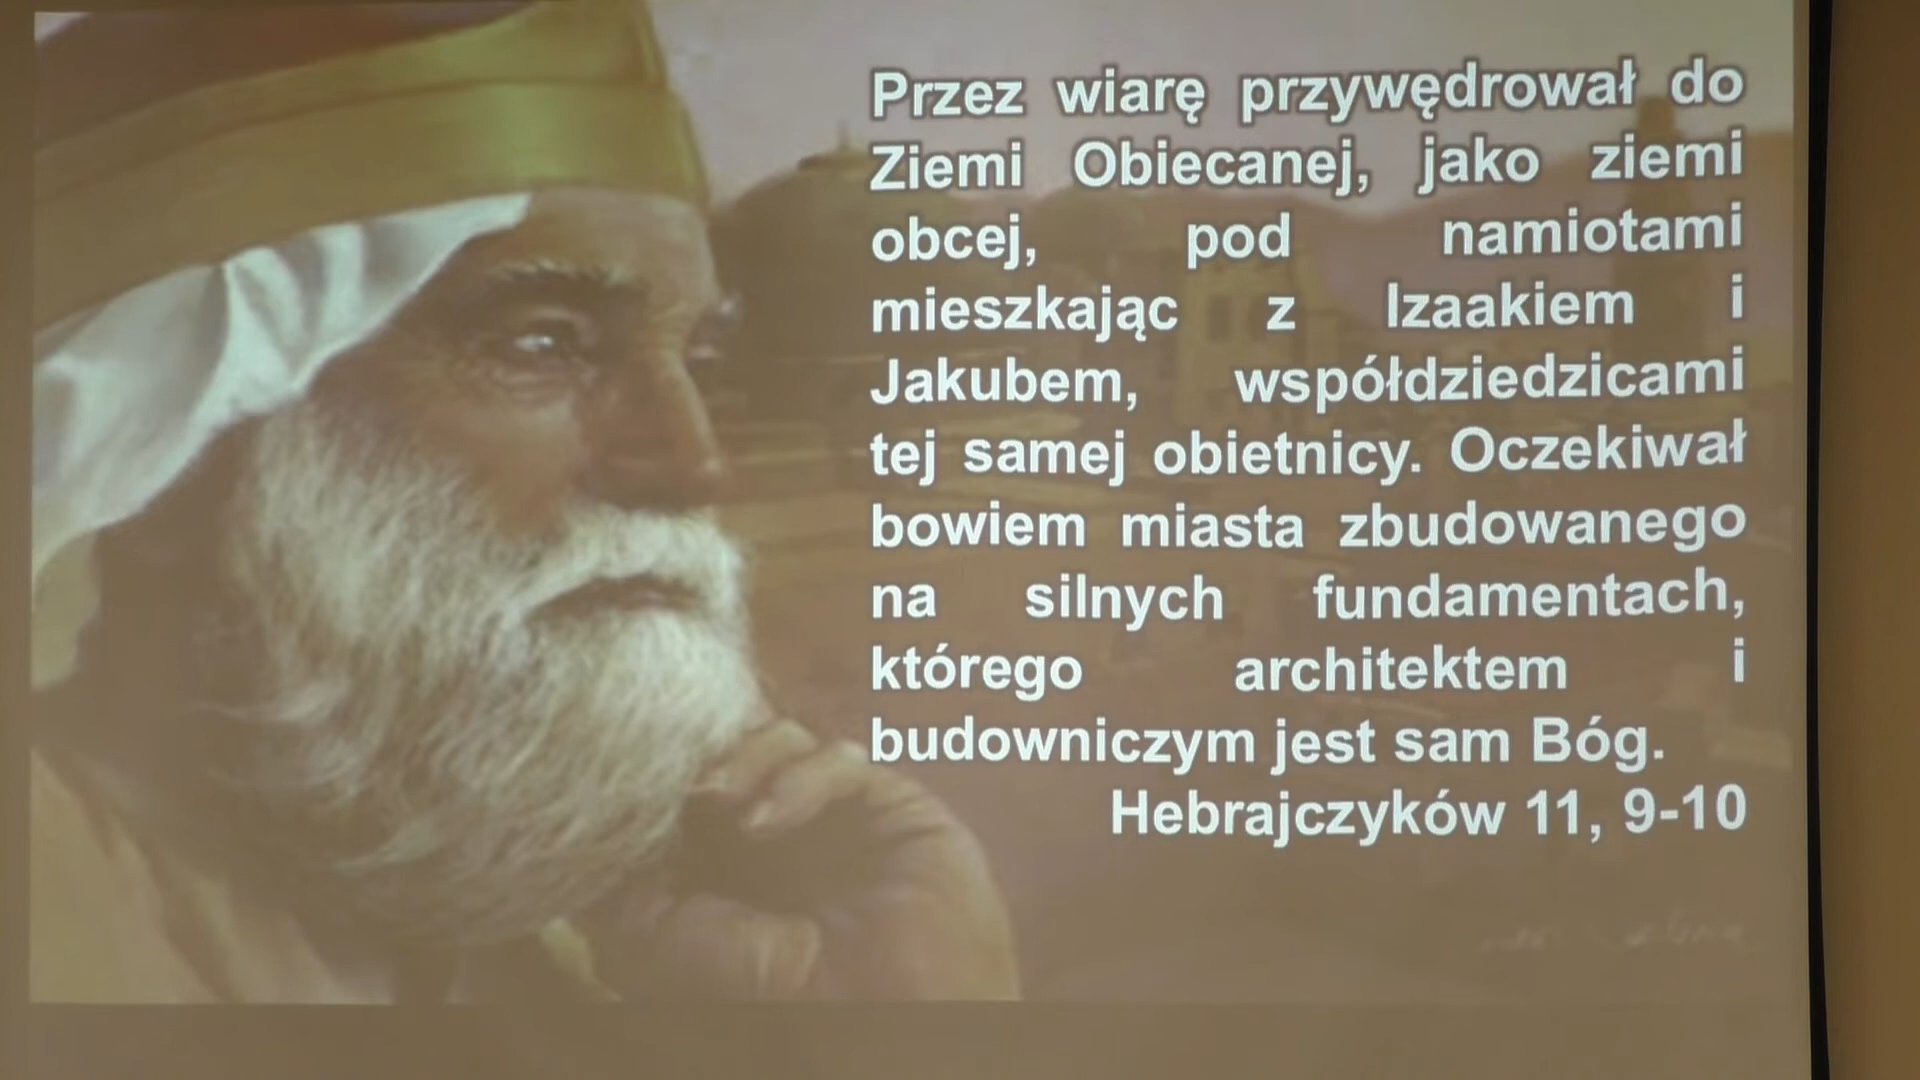 Przez wiarę przywędrował do
Ziemi Obiecanej, jako ziemi
obcej, pod namiotami
mieszkając z Izaakiem i
Jakubem, współdziedzicami
tej samej obietnicy. Oczekiwał
bowiem miasta zbudowanego
na silnych fundamentach,
którego architektem i
budowniczym jest sam Bóg.
Hebrajczyków 11, 9-10